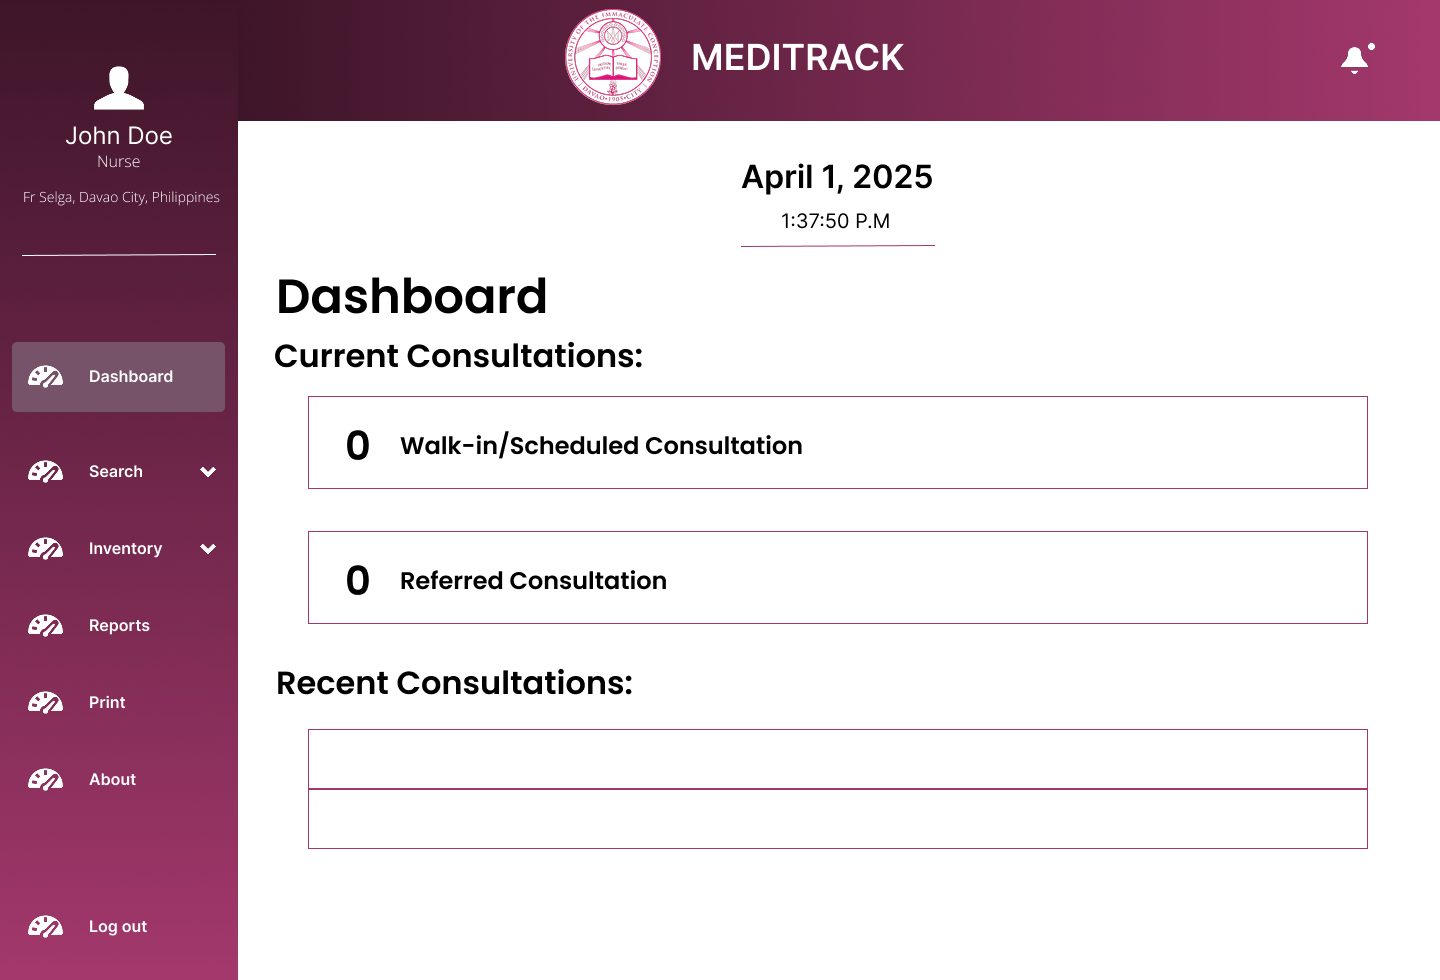 John Doe
Nurse
Fr Selga, Davao City, Philippines
Dashboard
Search
Inventory
Reports
Print
About
Log out
UNIVERSITY OF THE IMMACULATE CONCEPTION
DAVAO • 1905 • CITY
MEDITRACK
April 1, 2025
1:37:50 P.M
Dashboard
Current Consultations:
0 Walk-in/Scheduled Consultation
0 Referred Consultation
Recent Consultations: